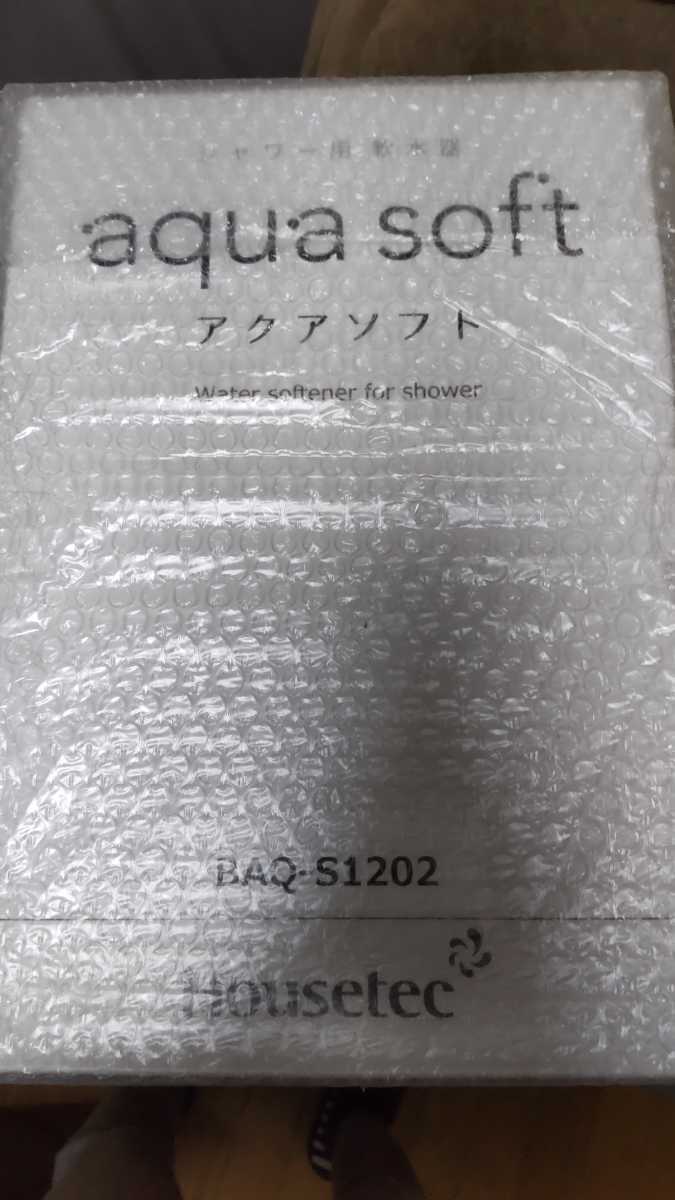 シャワー用 軟水器
aqua soft
アクアソフト
Water softener for shower
BAQ-S1202
Housetec